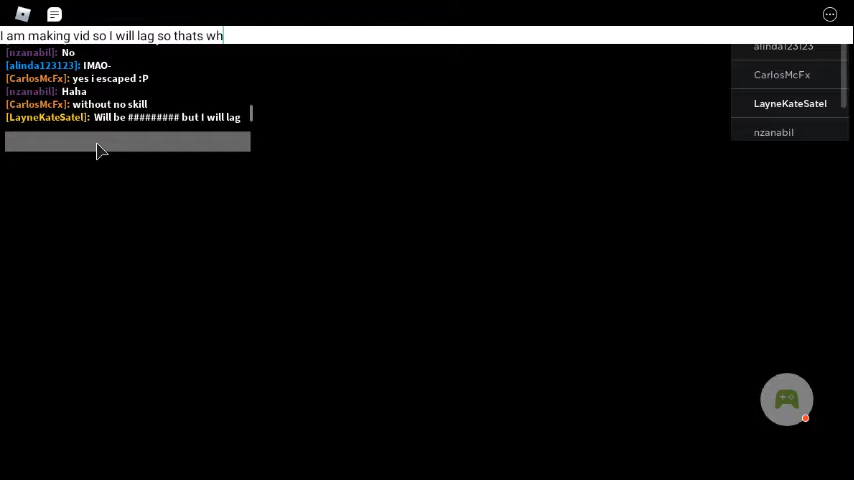 I am making vid so I will lag so thats wh
[nzanabil]: No
[alinda123123]: IMAO-
[CarlosMcFx]: yes i escaped :P
[nzanabil]: Haha
[CarlosMcFx]: without no skill
[LayneKateSatel]: Will be ######### but I will lag
alinda123123
CarlosMcFx
LayneKateSatel
nzanabil